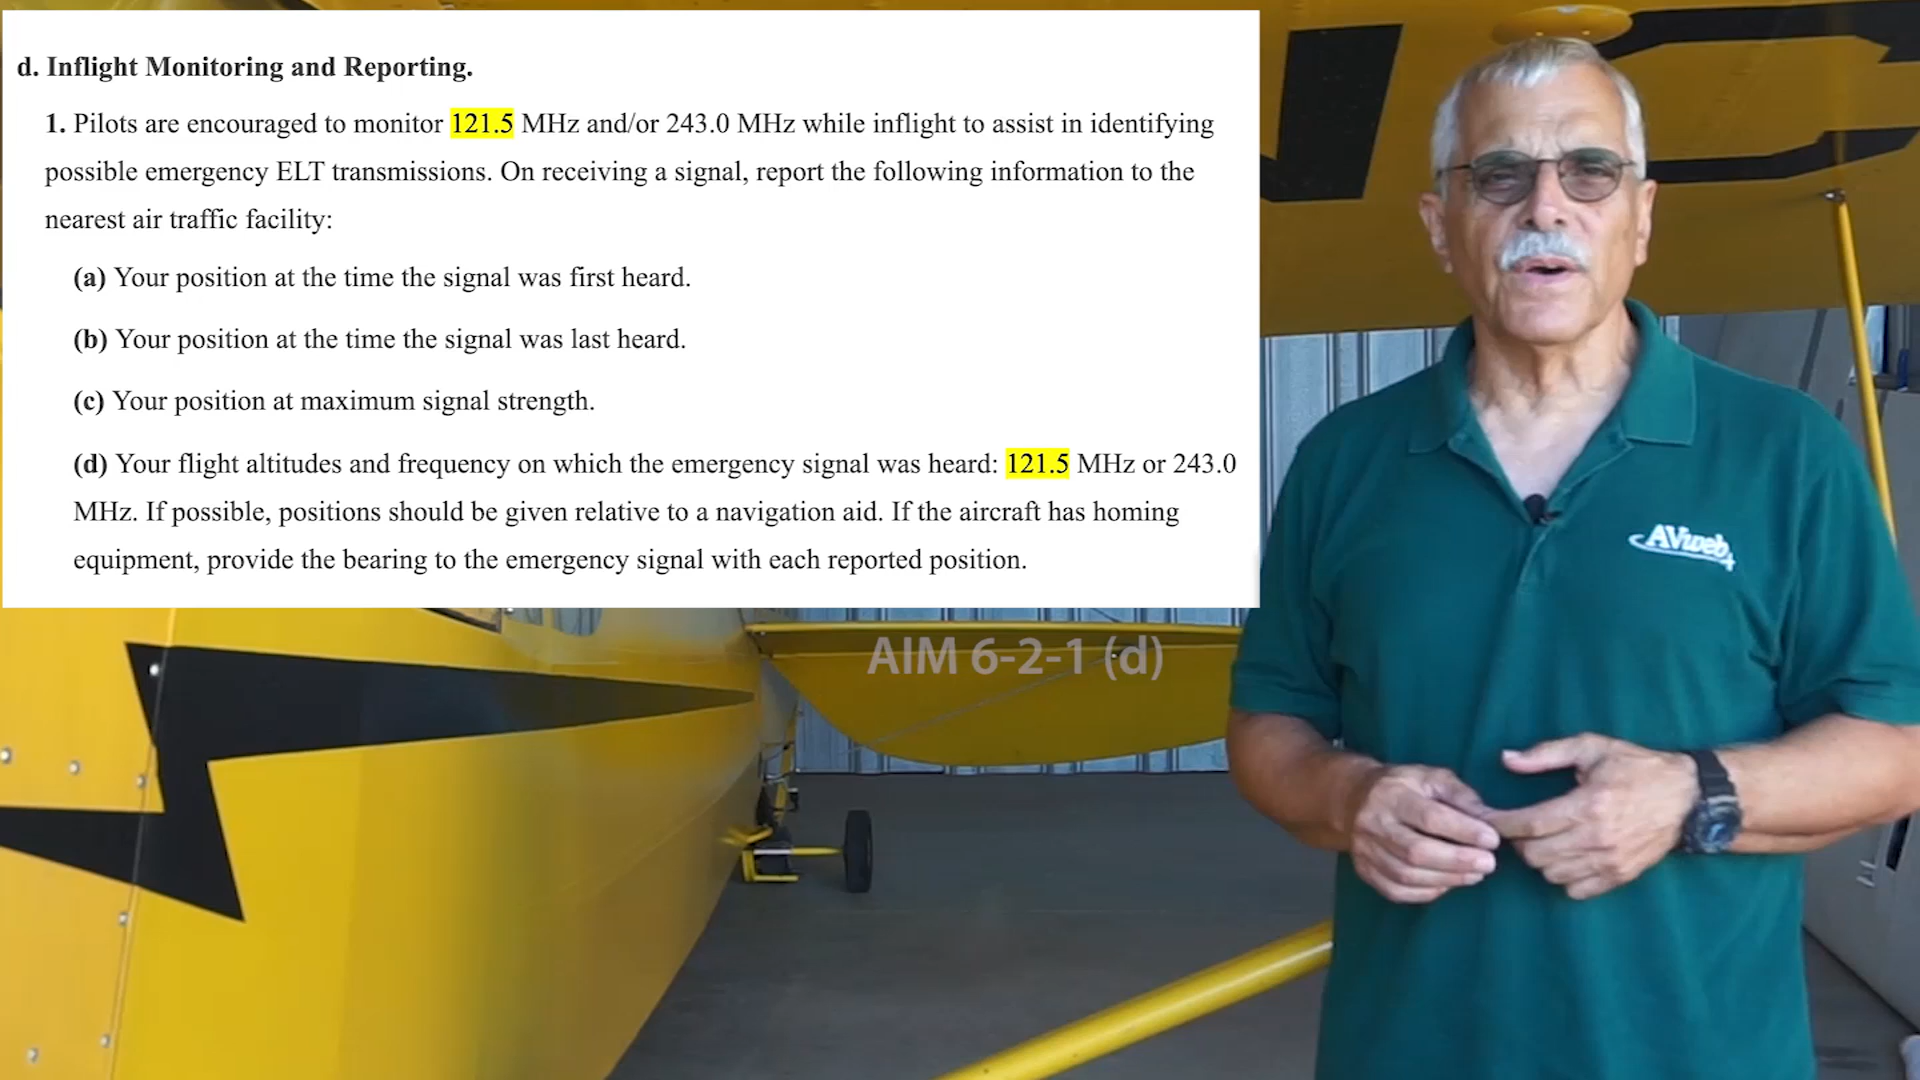 d. Inflight Monitoring and Reporting.
1. Pilots are encouraged to monitor 121.5 MHz and/or 243.0 MHz while inflight to assist in identifying
possible emergency ELT transmissions. On receiving a signal, report the following information to the
nearest air traffic facility:
(a) Your position at the time the signal was first heard.
(b) Your position at the time the signal was last heard.
(c) Your position at maximum signal strength.
(d) Your flight altitudes and frequency on which the emergency signal was heard: 121.5 MHz or 243.0
MHz. If possible, positions should be given relative to a navigation aid. If the aircraft has homing
equipment, provide the bearing to the emergency signal with each reported position.
AIM 6-2-1 (d)
AVweb